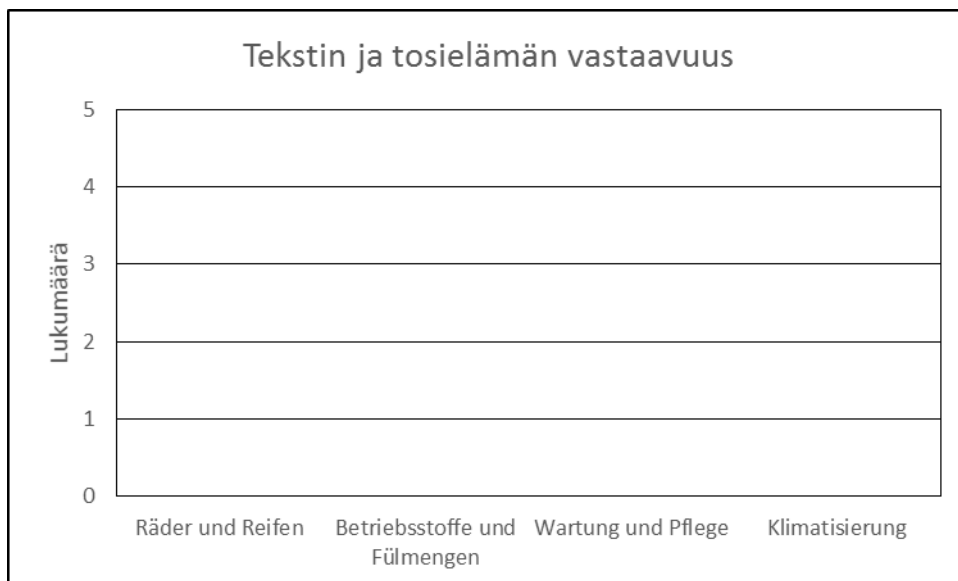 Tekstin ja tosielämän vastaavuus
5
4
3
2
1
0
Lukumäärä
Räder und Reifen
Betriebsstoffe und
Fülmengen
Wartung und Pflege
Klimatisierung